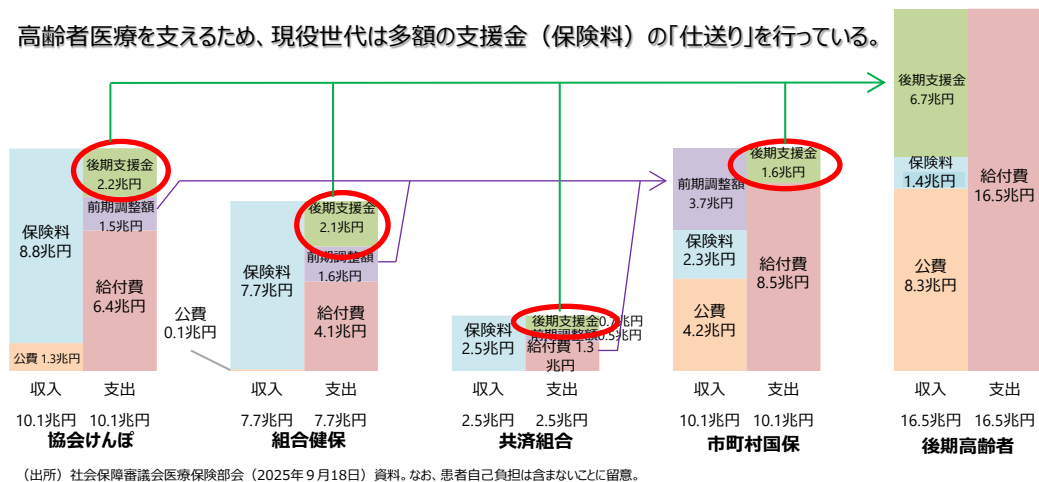 高齢者医療を支えるため、現役世代は多額の支援金（保険料）の「仕送り」を行っている。
後期支援金
2.2兆円
前期調整額
1.5兆円
保険料
8.8兆円
給付費
6.4兆円
公費 1.3兆円
収入
支出
10.1兆円
10.1兆円
協会けんぽ
公費
0.1兆円
後期支援金
2.1兆円
前期調整額
1.6兆円
保険料
7.7兆円
給付費
4.1兆円
収入
支出
7.7兆円
7.7兆円
組合健保
保険料
2.5兆円
後期支援金0.7兆円
前期調整額0.5兆円
給付費 1.3
兆円
収入
支出
2.5兆円
2.5兆円
共済組合
前期調整額
3.7兆円
保険料
2.3兆円
公費
4.2兆円
後期支援金
1.6兆円
給付費
8.5兆円
収入
支出
10.1兆円
10.1兆円
市町村国保
後期支援金
6.7兆円
保険料
1.4兆円
公費
8.3兆円
給付費
16.5兆円
収入
支出
16.5兆円
16.5兆円
後期高齢者
（出所）社会保障審議会医療保険部会（2025年９月18日）資料。なお、患者自己負担は含まないことに留意。